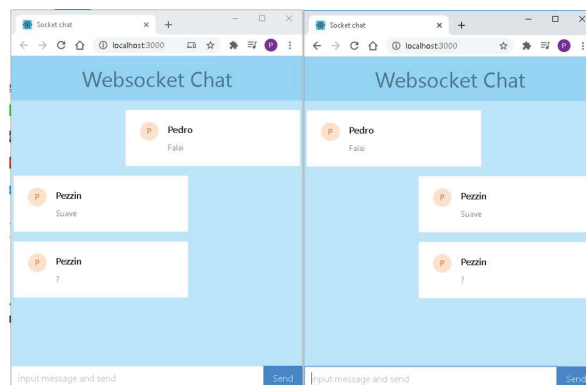 Socket chat
localhost:3000
P
Websocket Chat
P
Pedro
Falai
P
Pezzin
Suave
P
Pezzin
?
input message and send
Send
Socket chat
localhost:3000
P
Websocket Chat
P
Pedro
Falai
P
Pezzin
Suave
P
Pezzin
?
input message and send
Send